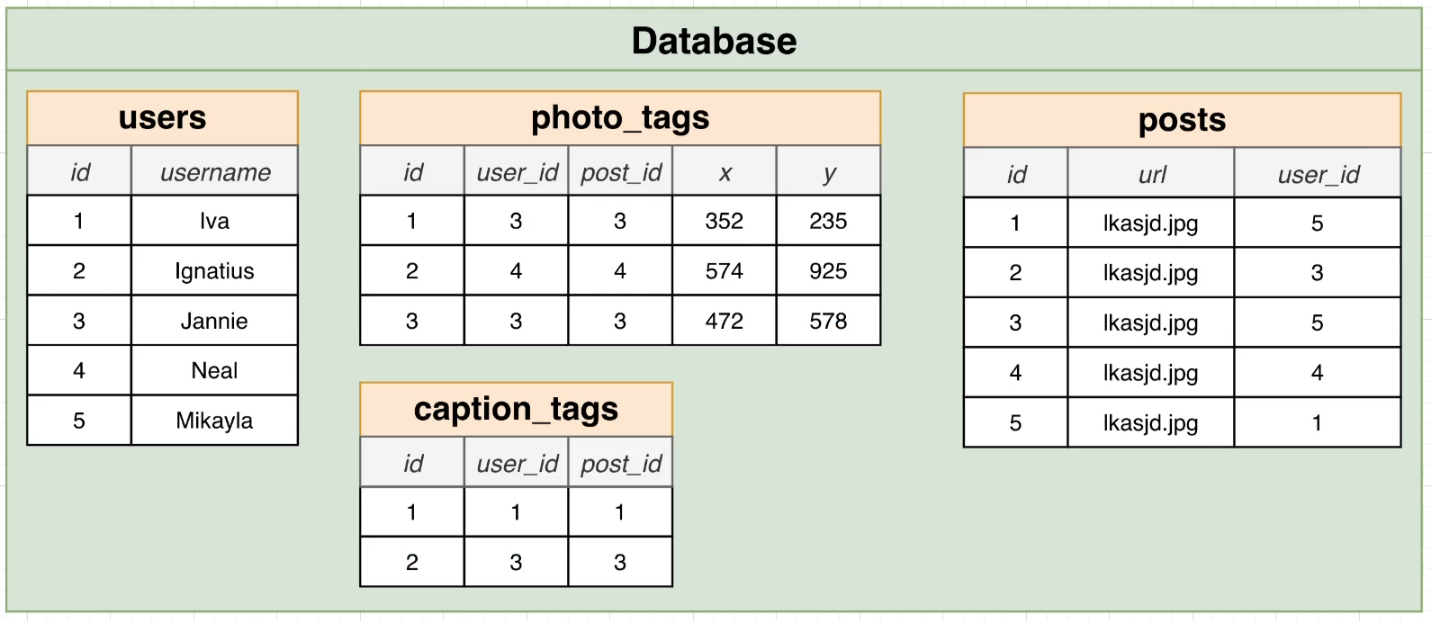 Database
users
id username
1 Iva
2 Ignatius
3 Jannie
4 Neal
5 Mikayla
photo_tags
id user_id post_id x y
1 3 3 352 235
2 4 4 574 925
3 3 3 472 578
caption_tags
id user_id post_id
1 1 1
2 3 3
posts
id url user_id
1 lkasjd.jpg 5
2 lkasjd.jpg 3
3 lkasjd.jpg 5
4 lkasjd.jpg 4
5 lkasjd.jpg 1